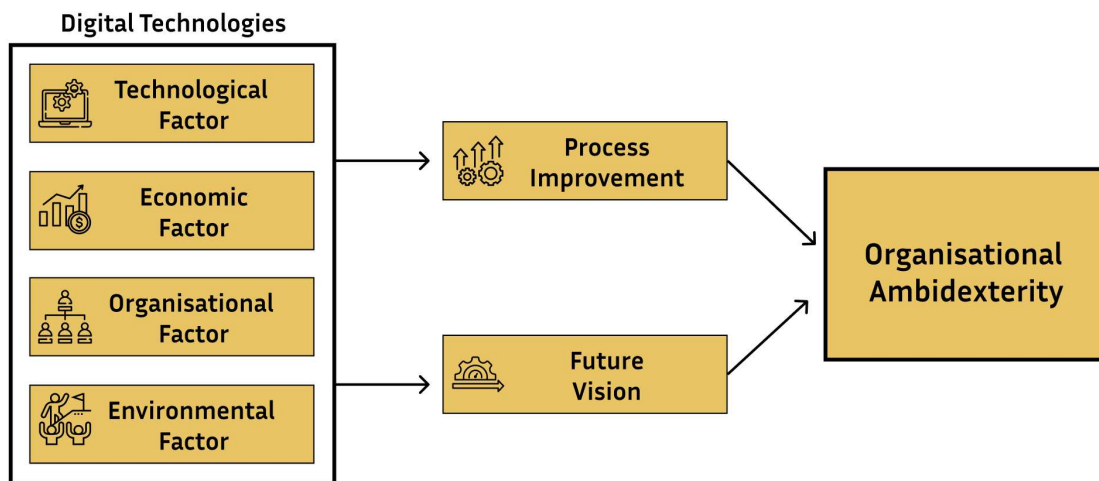 Digital Technologies
Technological
Factor
Economic
Factor
Organisational
Factor
Environmental
Factor
Process
Improvement
Future
Vision
Organisational
Ambidexterity